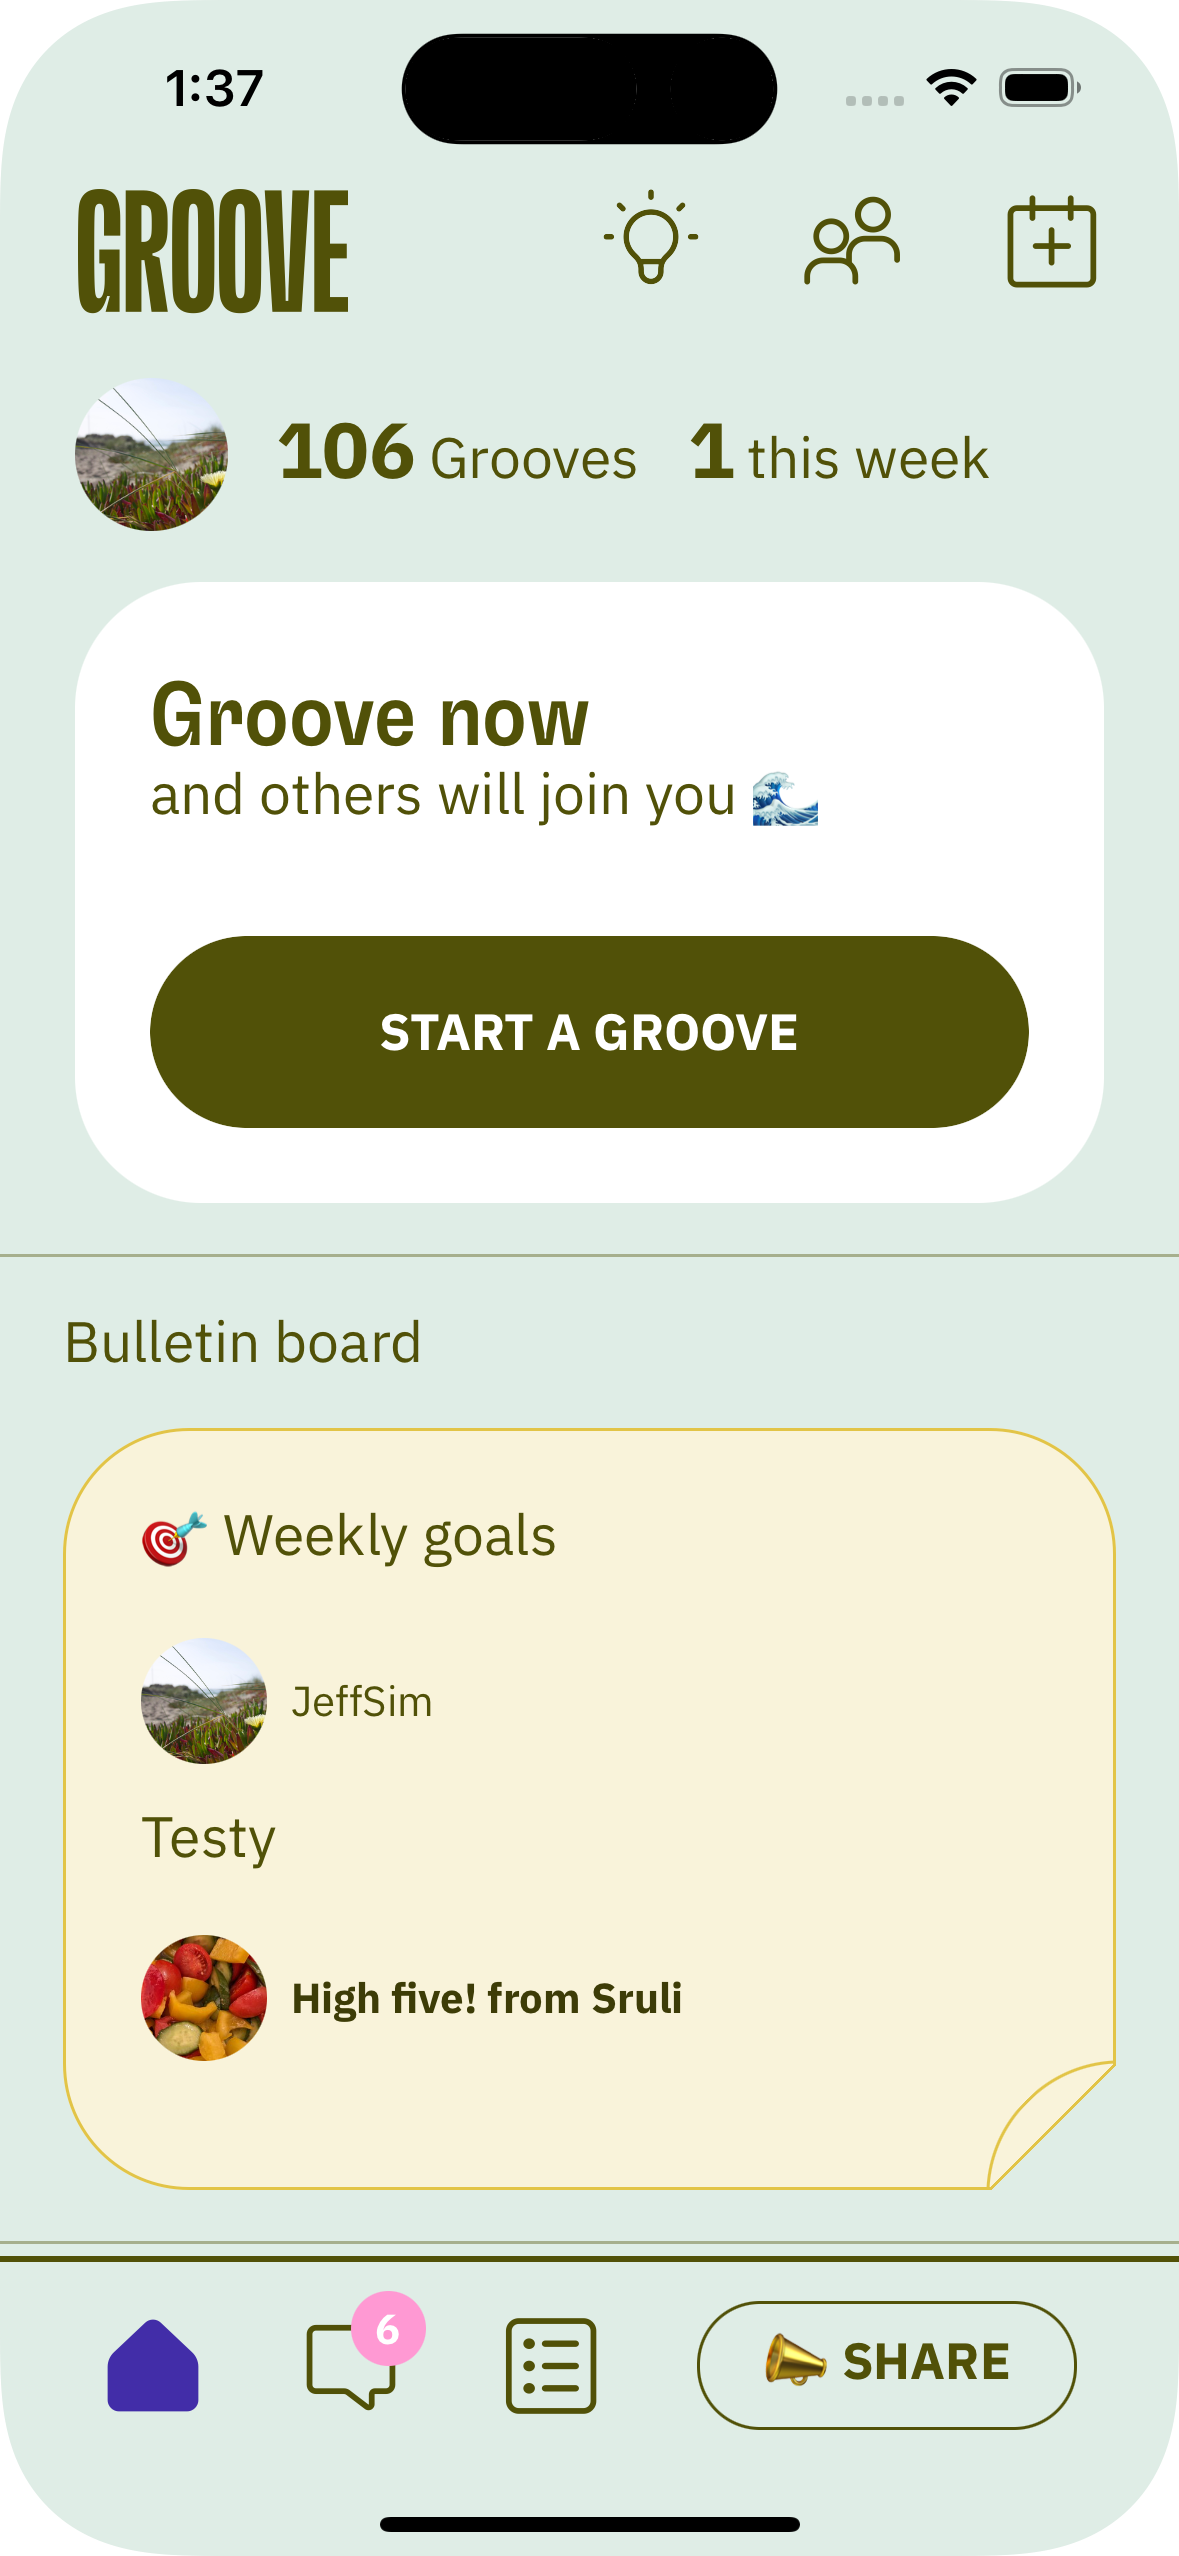 1:37
GROOVE
106 Grooves 1 this week
Groove now
and others will join you 🌊
START A GROOVE
Bulletin board
🎯 Weekly goals
JeffSim
Testy
High five! from Sruli
6
📣 SHARE